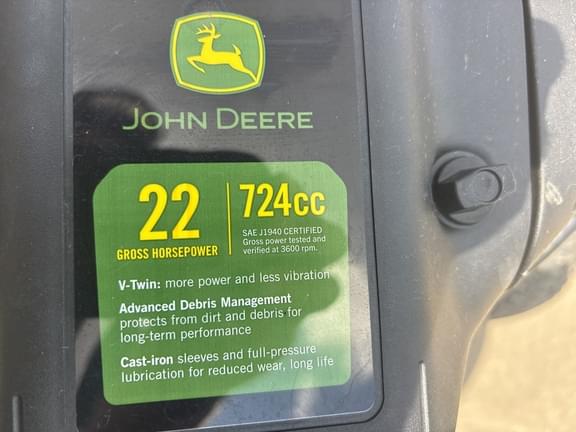 JOHN DEERE
22
GROSS HORSEPOWER
724cc
SAE J1940 CERTIFIED
Gross power tested and
verified at 3600 rpm.
V-Twin: more power and less vibration
Advanced Debris Management
protects from dirt and debris for
long-term performance
Cast-iron sleeves and full-pressure
lubrication for reduced wear, long life